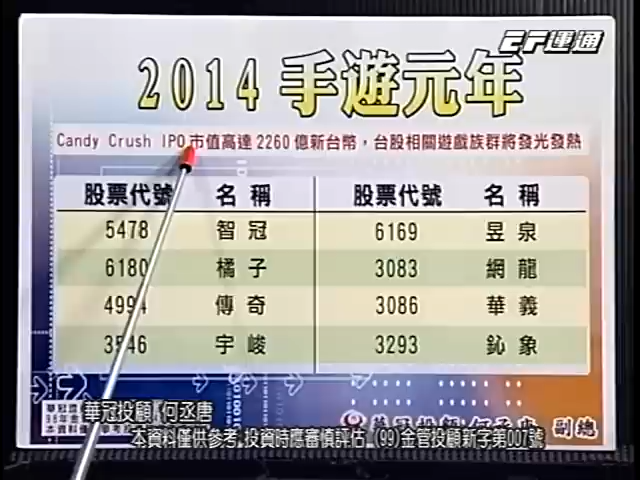 EF運通
2014 手遊元年
Candy Crush IPO市值高達2260億新台幣，台股相關遊戲族群將發光發熱
股票代號 名稱 股票代號 名稱
5478 智冠 6169 昱泉
6180 橘子 3083 網龍
4994 傳奇 3086 華義
3546 宇峻 3293 鈊象
華冠投顧 何丞唐
副總
本資料僅供參考,投資時應審慎評估 (99)金管投顧新字第007號